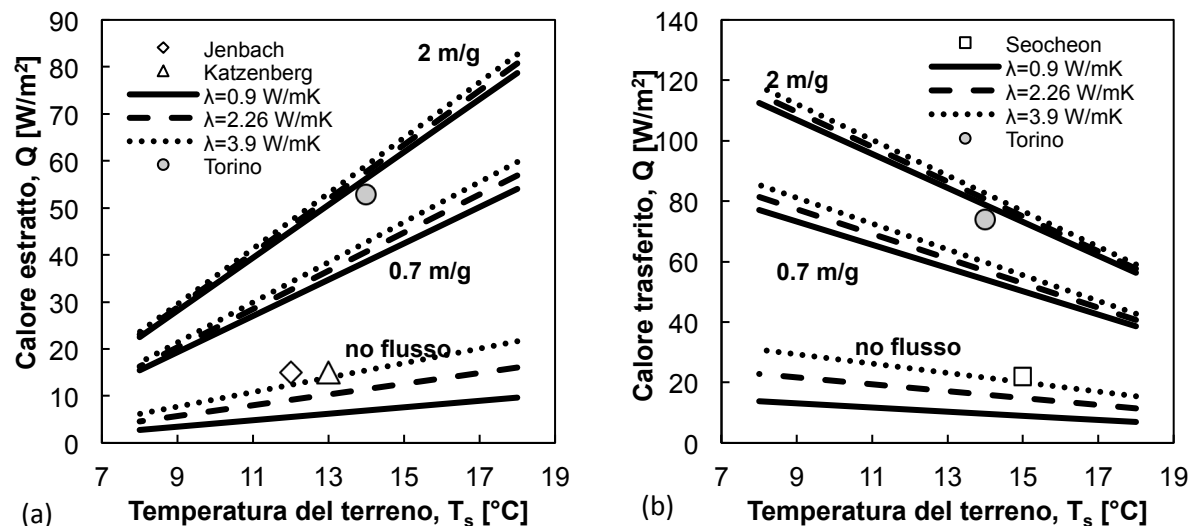 Calore estratto, Q [W/m²]
90
80
70
60
50
40
30
20
10
0
Jenbach
Katzenberg
λ=0.9 W/mK
λ=2.26 W/mK
λ=3.9 W/mK
Torino
2 m/g
0.7 m/g
no flusso
7 9 11 13 15 17 19
(a)
Temperatura del terreno, Ts [°C]
Calore trasferito, Q [W/m²]
140
120
100
80
60
40
20
0
Seocheon
λ=0.9 W/mK
λ=2.26 W/mK
λ=3.9 W/mK
Torino
2 m/g
0.7 m/g
no flusso
7 9 11 13 15 17 19
(b)
Temperatura del terreno, Ts [°C]